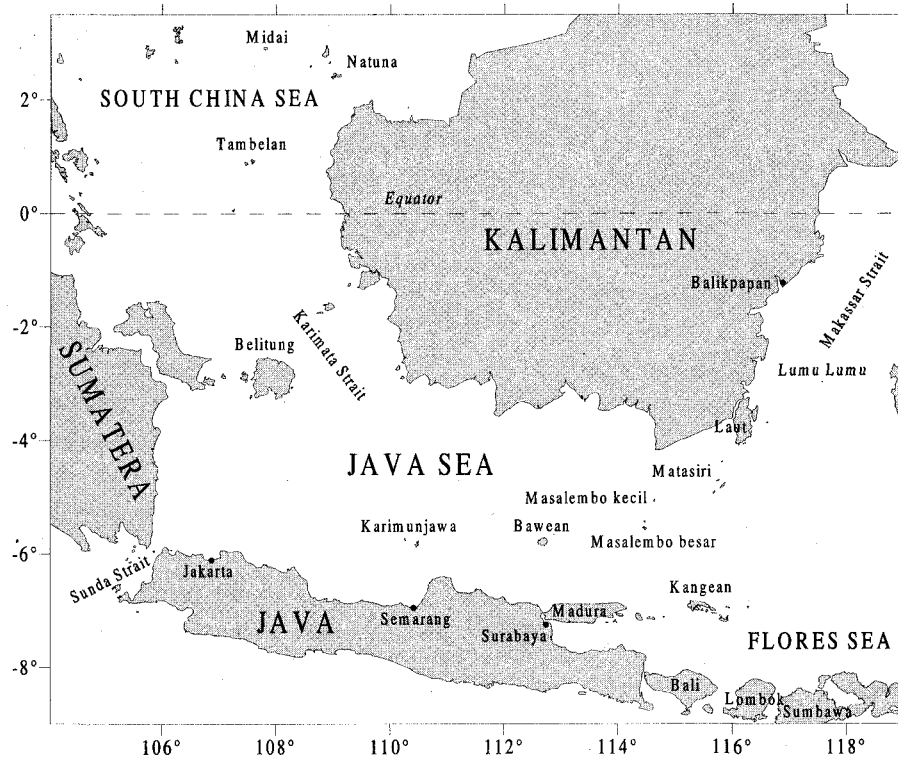 Midai
Natuna
SOUTH CHINA SEA
2°
Tambelan
Equator
0°
KALIMANTAN
Balikpapan
Makassar Strait
-2°
Karimata Strait
Belitung
Lumu Lumu
SUMATERA
Laut
-4°
JAVA SEA
Matasiri
Masalembo kecil
Karimunjawa
Bawean
Masalembo besar
-6°
Sunda Strait
Jakarta
Kangean
Madura
Semarang
JAVA
Surabaya
FLORES SEA
-8°
Bali
Lombok
Sumbawa
106° 108° 110° 112° 114° 116° 118°